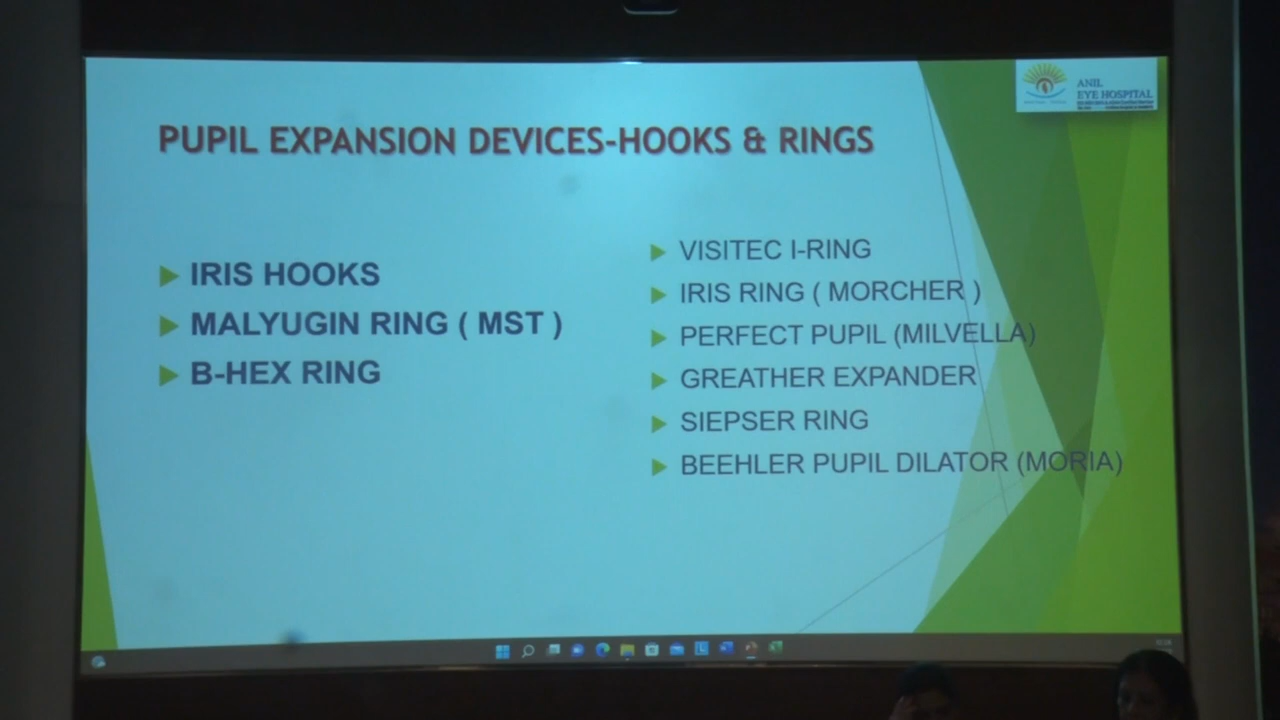 ANIL
EYE HOSPITAL
PUPIL EXPANSION DEVICES-HOOKS & RINGS
IRIS HOOKS
MALYUGIN RING ( MST )
B-HEX RING
VISITEC I-RING
IRIS RING ( MORCHER )
PERFECT PUPIL (MILVELLA)
GREATHER EXPANDER
SIEPSER RING
BEEHLER PUPIL DILATOR (MORIA)